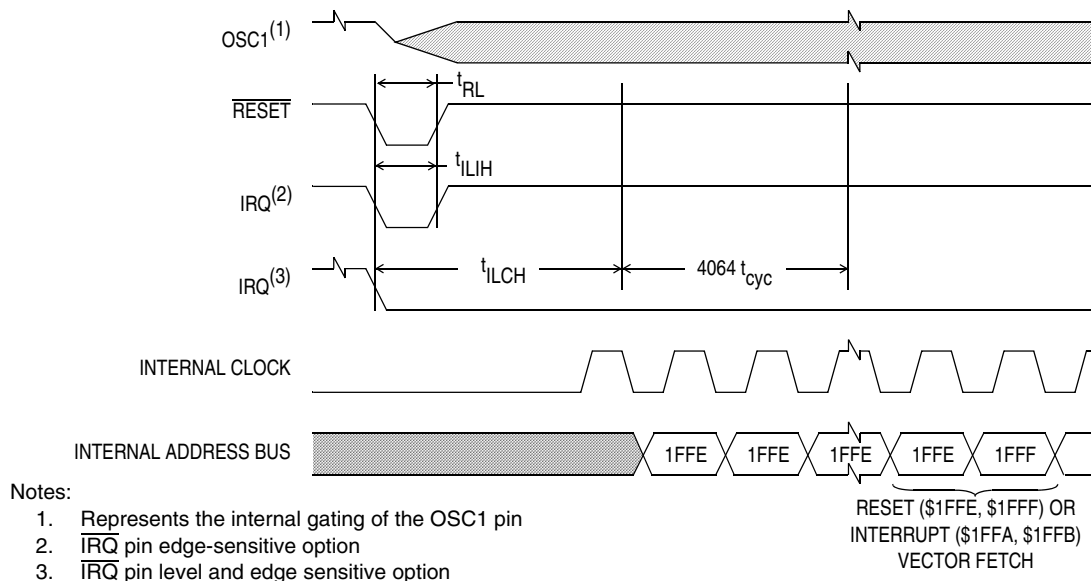 OSC1(1)
tRL
RESET
tILIH
IRQ(2)
tILCH
4064 tcyc
IRQ(3)
INTERNAL CLOCK
INTERNAL ADDRESS BUS
1FFE
1FFE
1FFE
1FFE
1FFF
RESET ($1FFE, $1FFF) OR
INTERRUPT ($1FFA, $1FFB)
VECTOR FETCH
Notes:
1. Represents the internal gating of the OSC1 pin
2. IRQ pin edge-sensitive option
3. IRQ pin level and edge sensitive option